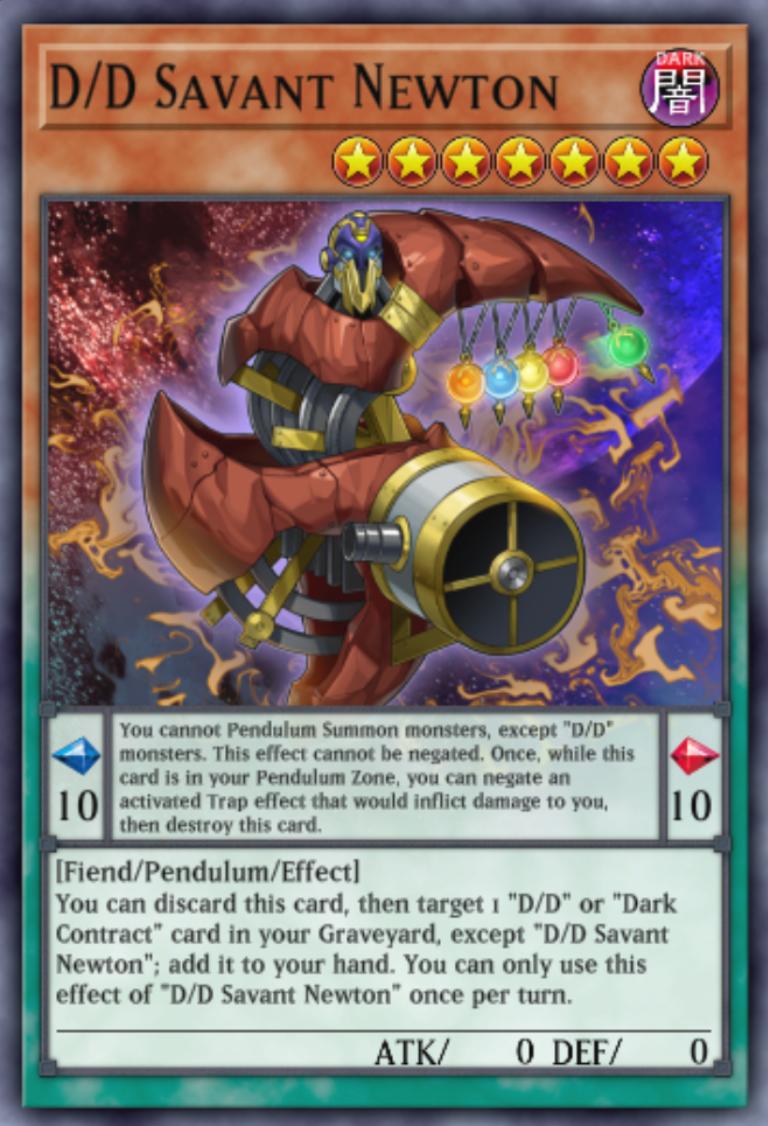 D/D Savant Newton
DARK
闇
You cannot Pendulum Summon monsters, except "D/D"
monsters. This effect cannot be negated. Once, while this
card is in your Pendulum Zone, you can negate an
activated Trap effect that would inflict damage to you,
then destroy this card.
10
10
[Fiend/Pendulum/Effect]
You can discard this card, then target 1 "D/D" or "Dark
Contract" card in your Graveyard, except "D/D Savant
Newton"; add it to your hand. You can only use this
effect of "D/D Savant Newton" once per turn.
ATK/ 0 DEF/ 0